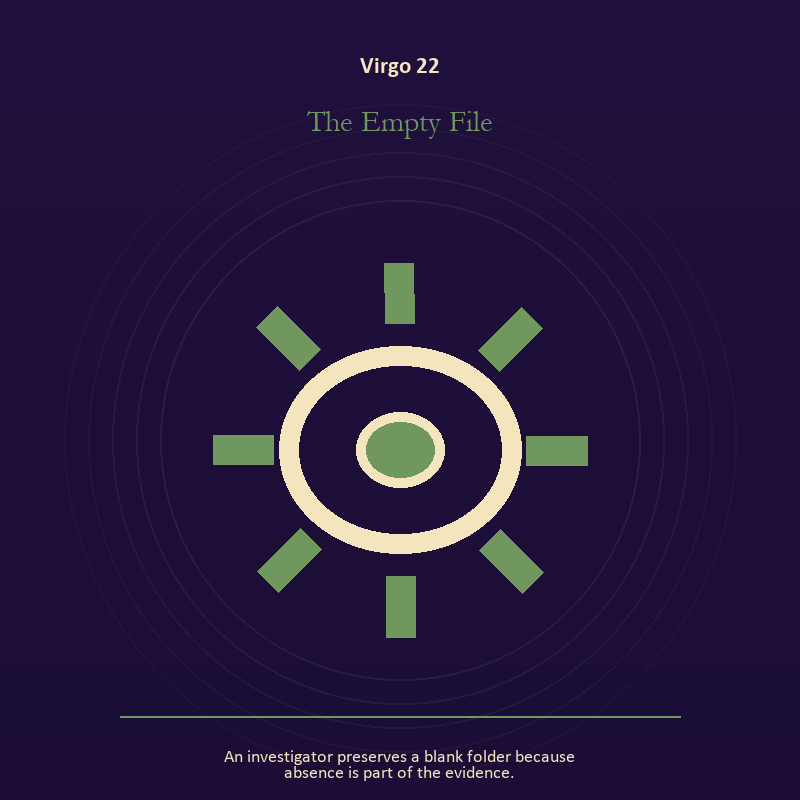 Virgo 22
The Empty File
An investigator preserves a blank folder because
absence is part of the evidence.